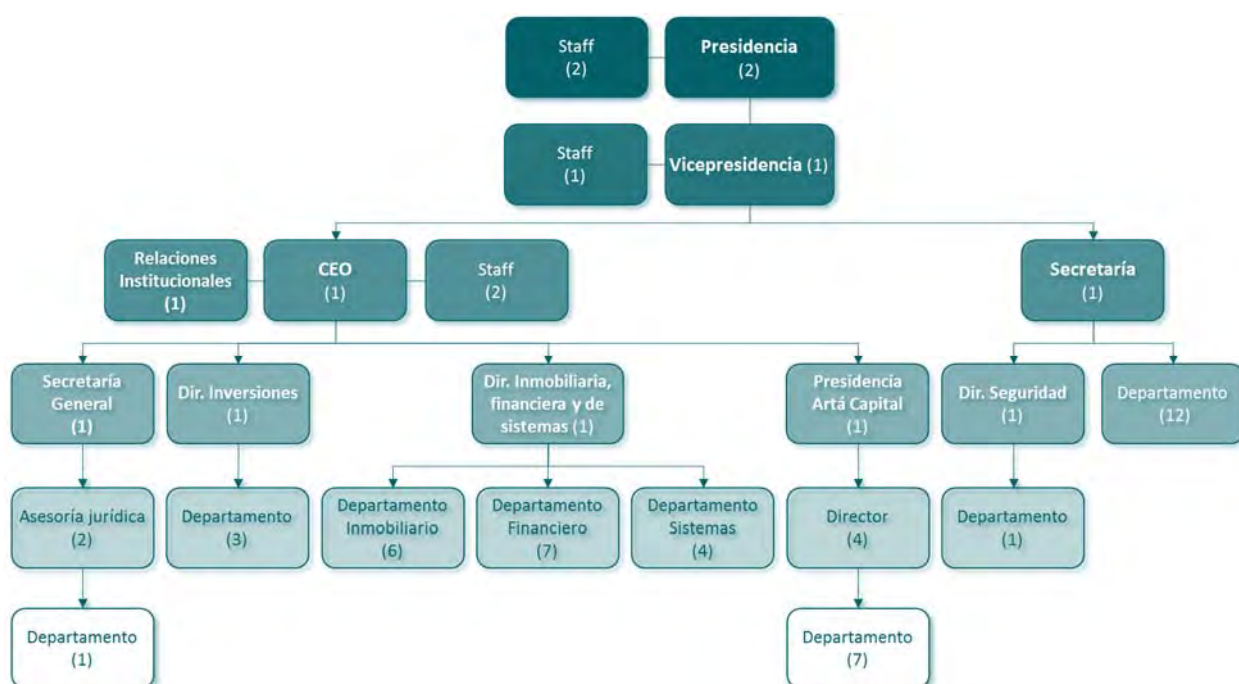 Staff
(2)
Presidencia
(2)
Staff
(1)
Vicepresidencia (1)
Relaciones
Institucionales
(1)
CEO
(1)
Staff
(2)
Secretaría
(1)
Secretaría
General
(1)
Dir. Inversiones
(1)
Dir. Inmobiliaria,
financiera y de
sistemas (1)
Presidencia
Artá Capital
(1)
Dir. Seguridad
(1)
Departamento
(12)
Asesoría jurídica
(2)
Departamento
(3)
Departamento
Inmobiliario
(6)
Departamento
Financiero
(7)
Departamento
Sistemas
(4)
Director
(4)
Departamento
(1)
Departamento
(1)
Departamento
(7)